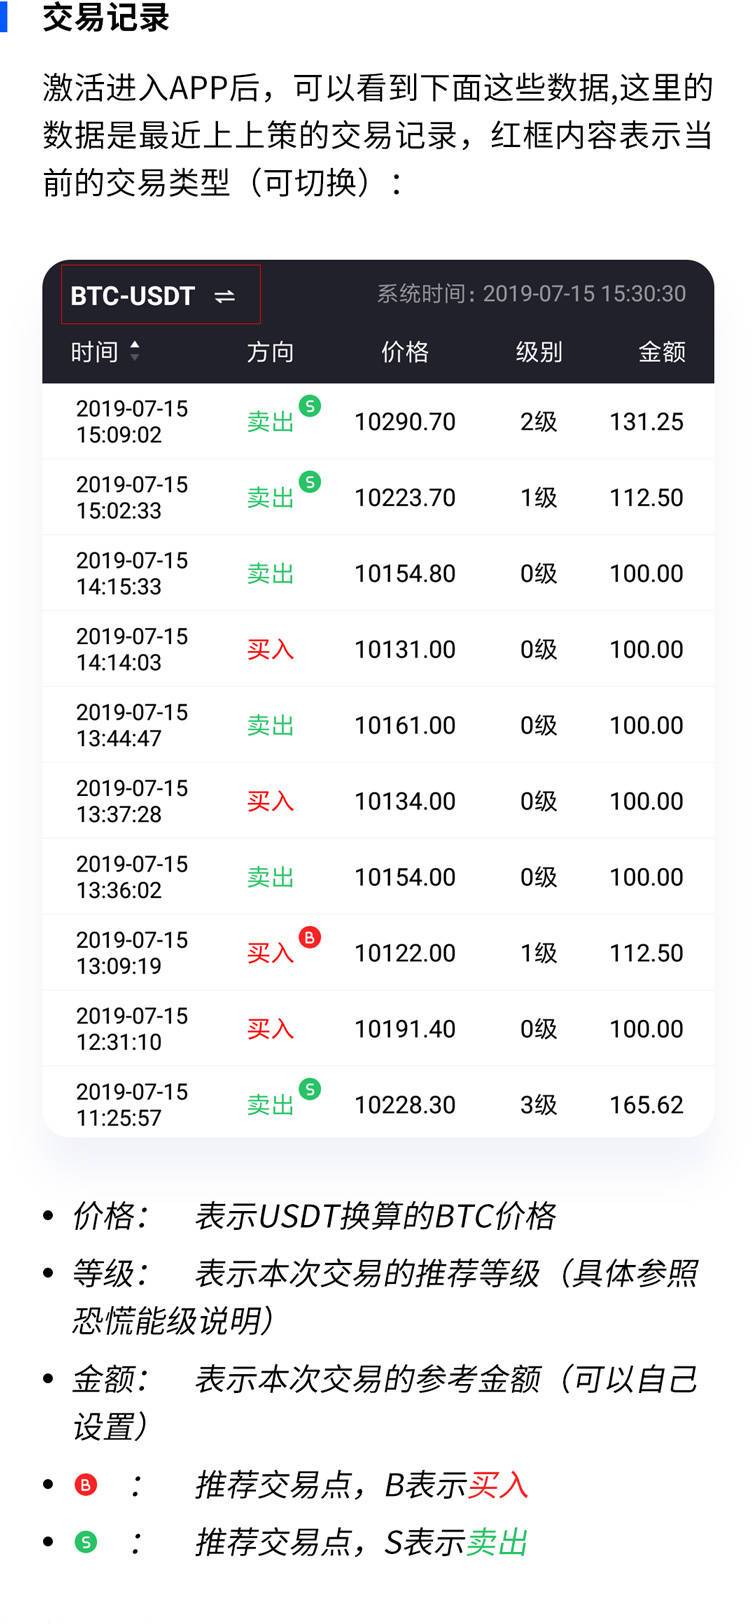 交易记录
激活进入APP后，可以看到下面这些数据,这里的
数据是最近上上策的交易记录，红框内容表示当
前的交易类型（可切换）：
BTC-USDT ⇌ 系统时间：2019-07-15 15:30:30
时间 方向 价格 级别 金额
2019-07-15
15:09:02 卖出 S 10290.70 2级 131.25
2019-07-15
15:02:33 卖出 S 10223.70 1级 112.50
2019-07-15
14:15:33 卖出 10154.80 0级 100.00
2019-07-15
14:14:03 买入 10131.00 0级 100.00
2019-07-15
13:44:47 卖出 10161.00 0级 100.00
2019-07-15
13:37:28 买入 10134.00 0级 100.00
2019-07-15
13:36:02 卖出 10154.00 0级 100.00
2019-07-15
13:09:19 买入 B 10122.00 1级 112.50
2019-07-15
12:31:10 买入 10191.40 0级 100.00
2019-07-15
11:25:57 卖出 S 10228.30 3级 165.62
• 价格： 表示USDT换算的BTC价格
• 等级： 表示本次交易的推荐等级（具体参照
恐慌能级说明）
• 金额： 表示本次交易的参考金额（可以自己
设置）
• B ： 推荐交易点，B表示买入
• S ： 推荐交易点，S表示卖出